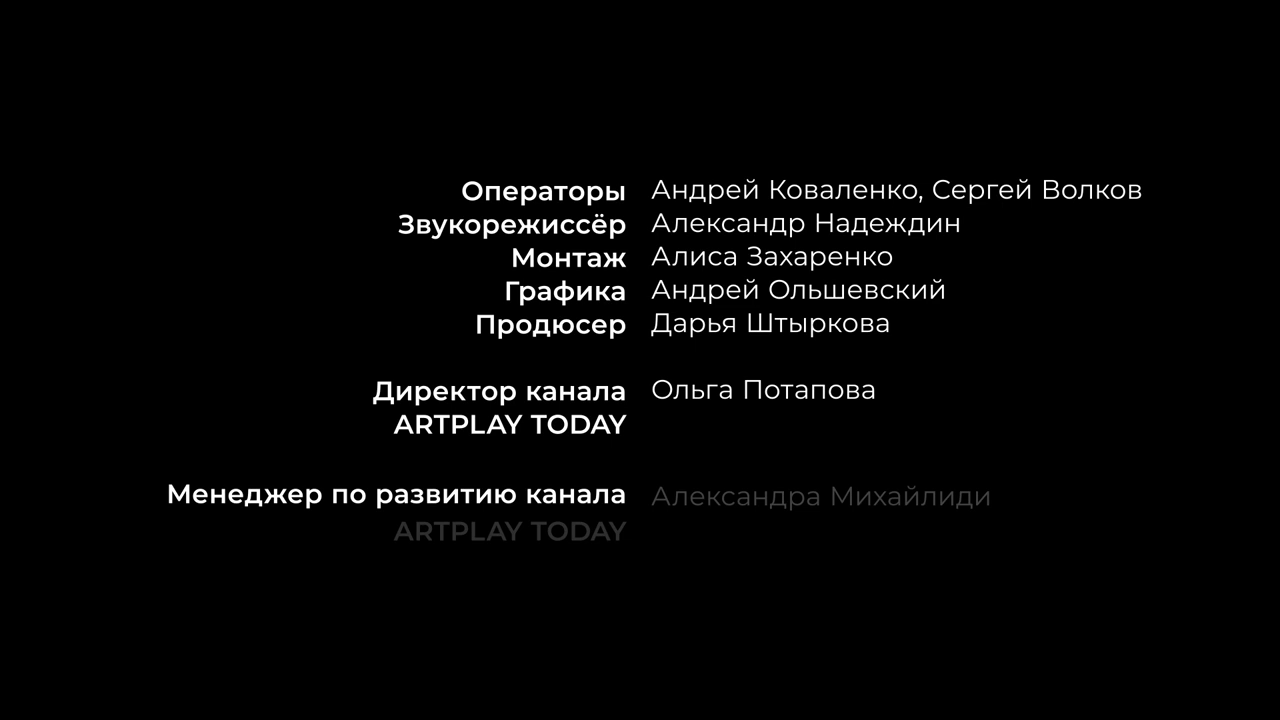 Операторы Андрей Коваленко, Сергей Волков
Звукорежиссёр Александр Надеждин
Монтаж Алиса Захаренко
Графика Андрей Ольшевский
Продюсер Дарья Штыркова
Директор канала Ольга Потапова
ARTPLAY TODAY
Менеджер по развитию канала Александра Михайлиди
ARTPLAY TODAY